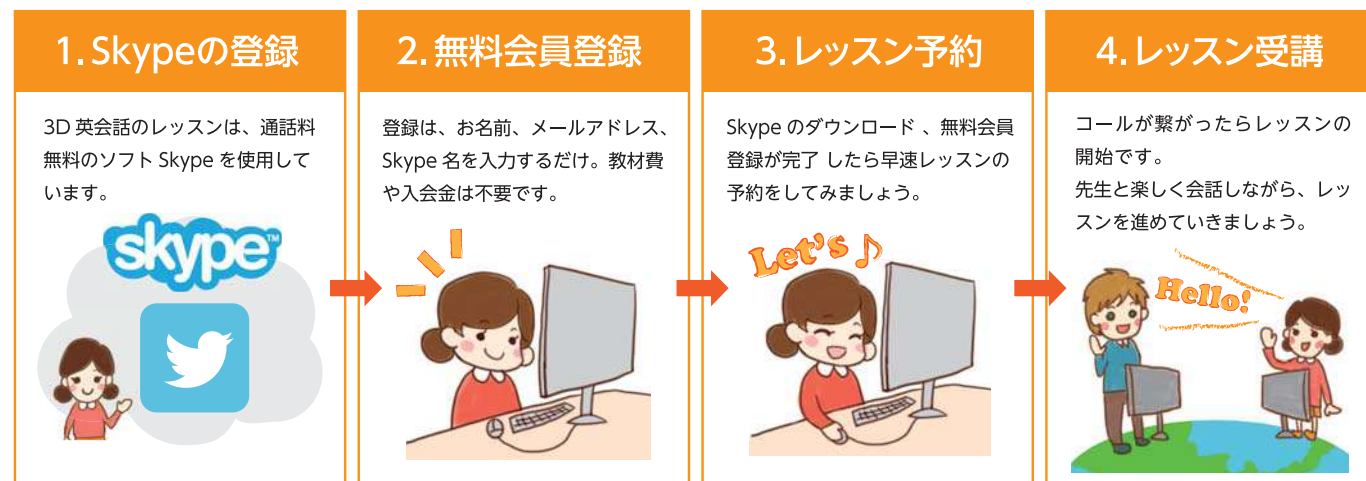 1.Skypeの登録
3D 英会話のレッスンは、通話料
無料のソフト Skype を使用して
います。
skype™
2.無料会員登録
登録は、お名前、メールアドレス、
Skype 名を入力するだけ。教材費
や入会金は不要です。
3.レッスン予約
Skype のダウンロード 、無料会員
登録が完了 したら早速レッスンの
予約をしてみましょう。
Let's♪
4.レッスン受講
コールが繋がったらレッスンの
開始です。
先生と楽しく会話しながら、レッ
スンを進めていきましょう。
Hello!